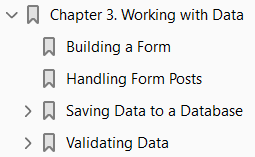 Chapter 3. Working with Data
Building a Form
Handling Form Posts
Saving Data to a Database
Validating Data